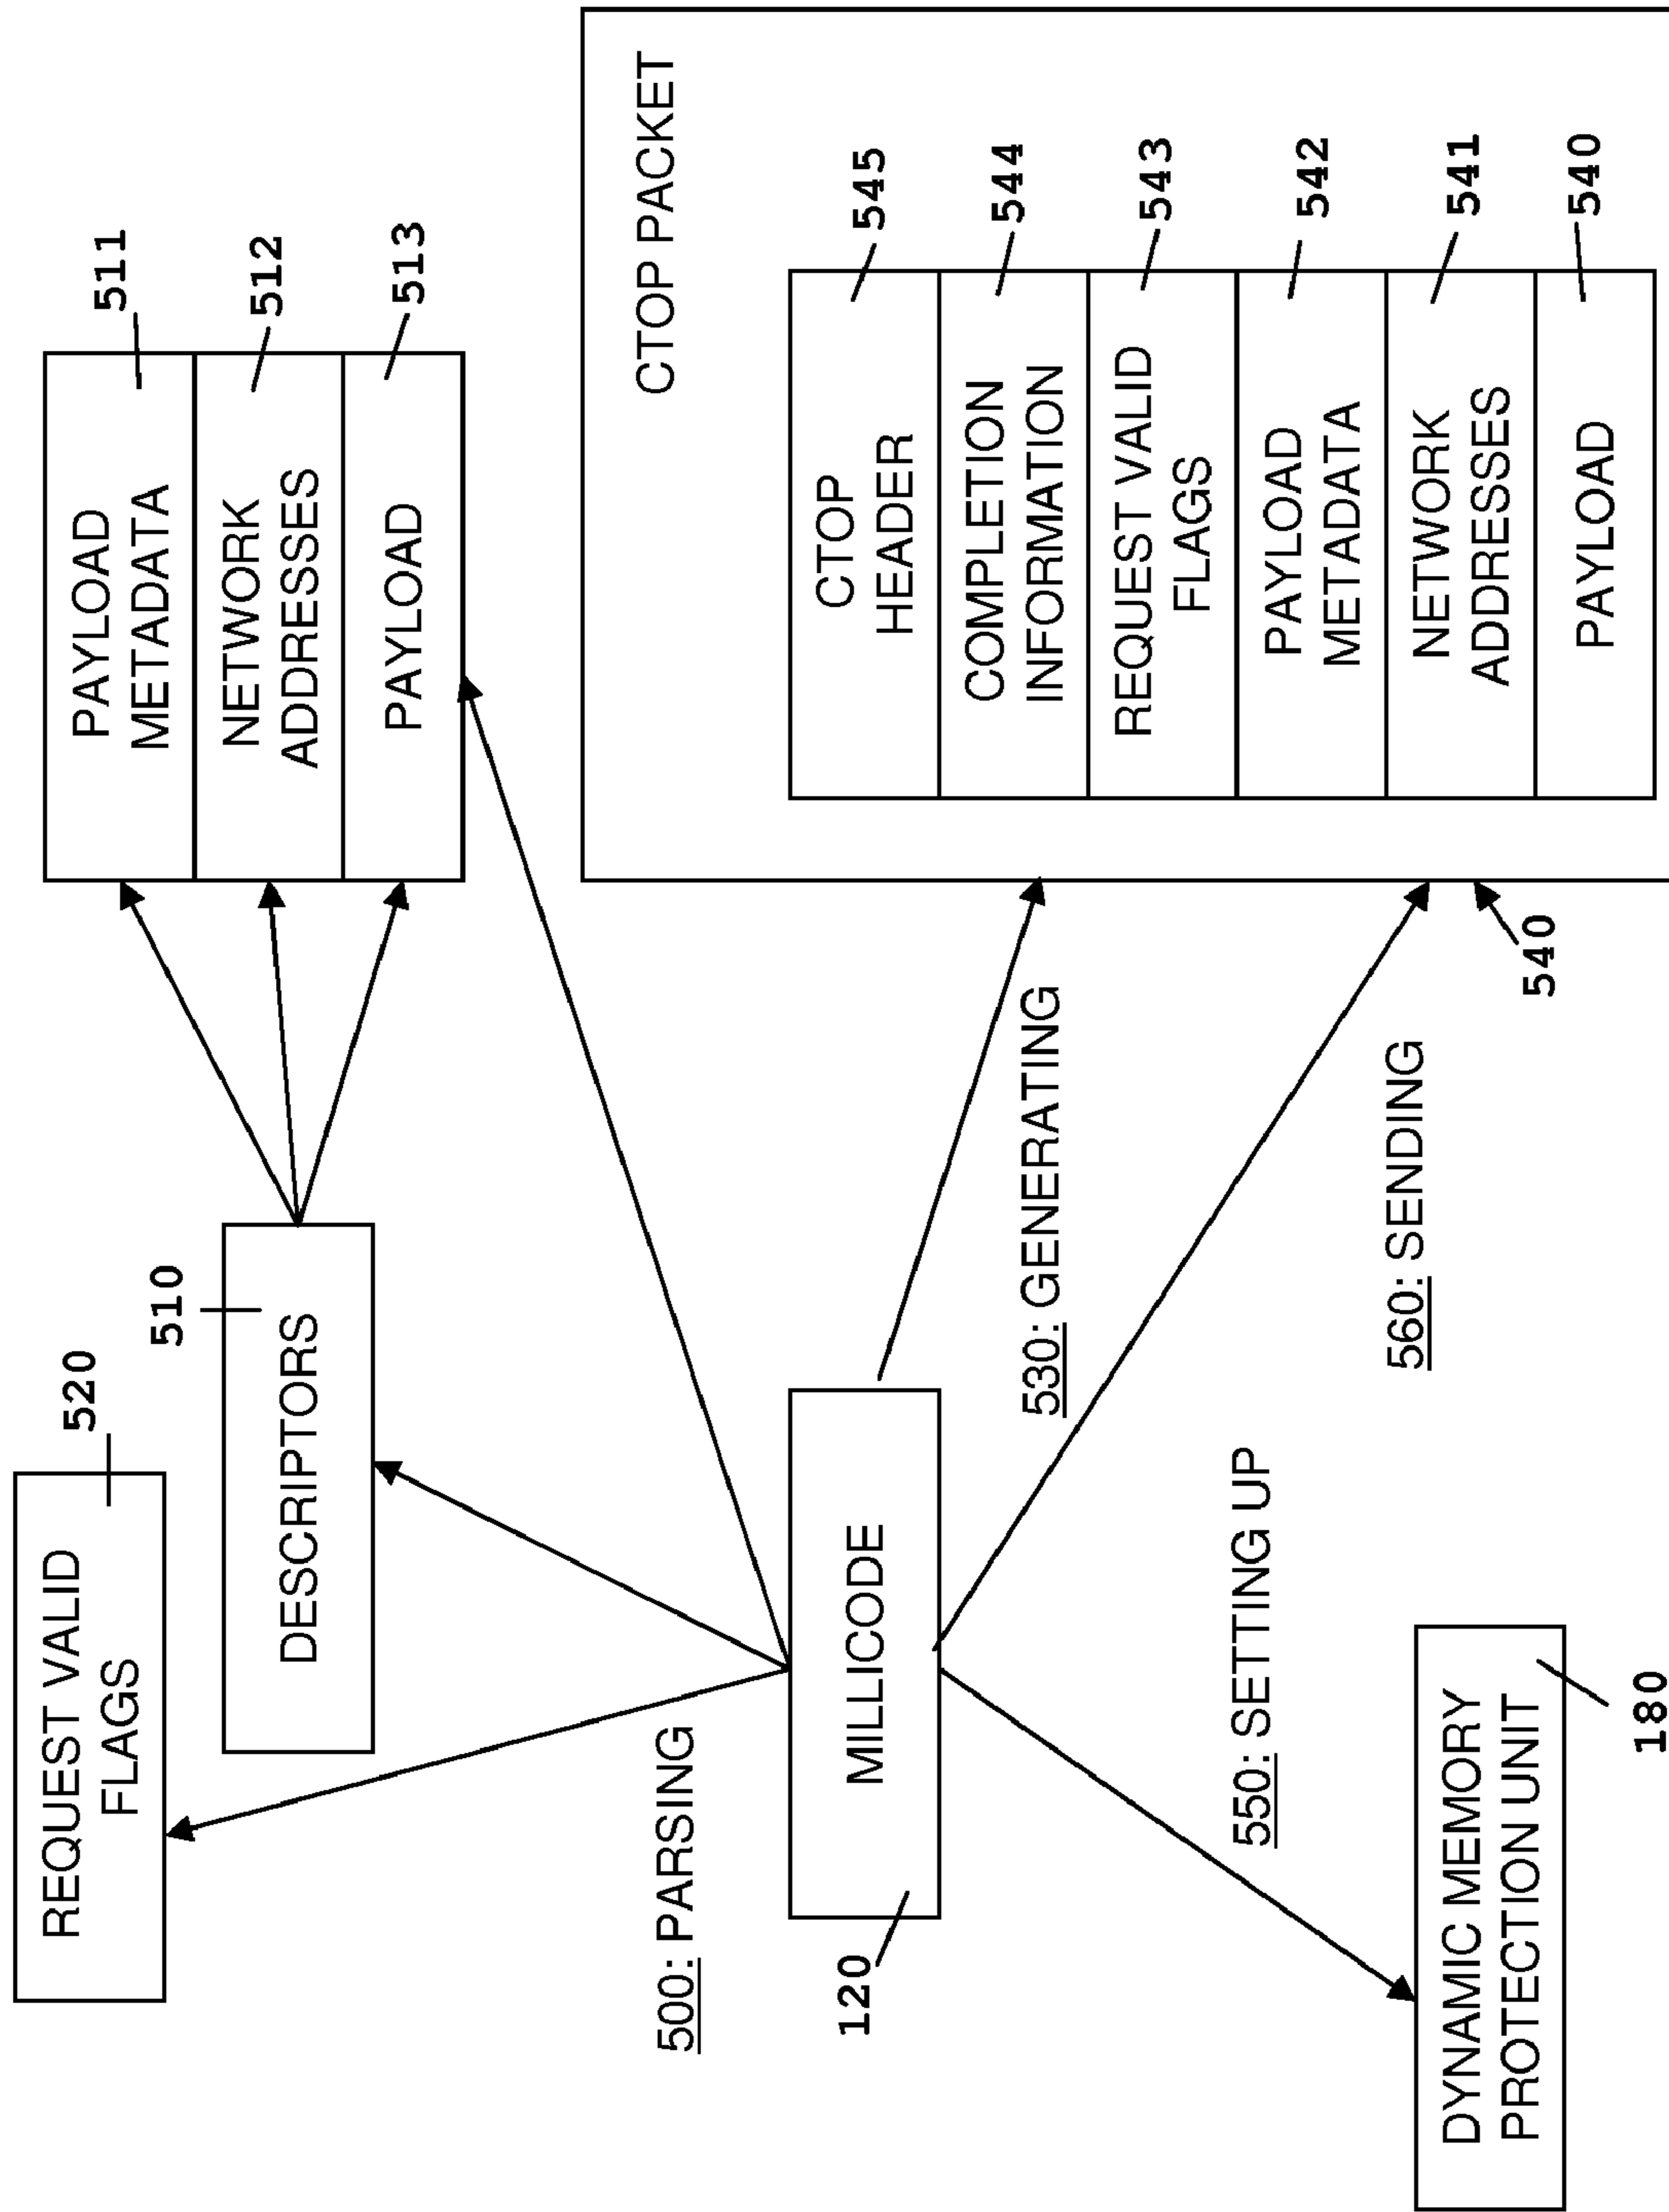 REQUEST VALID
FLAGS
520
DESCRIPTORS
510
PAYLOAD
METADATA
511
NETWORK
ADDRESSES
512
PAYLOAD
513
500: PARSING
MILLICODE
120
530: GENERATING
CTOP PACKET
CTOP
HEADER
545
COMPLETION
INFORMATION
544
REQUEST VALID
FLAGS
543
PAYLOAD
METADATA
542
NETWORK
ADDRESSES
541
PAYLOAD
540
550: SETTING UP
560: SENDING
540
DYNAMIC MEMORY
PROTECTION UNIT
180